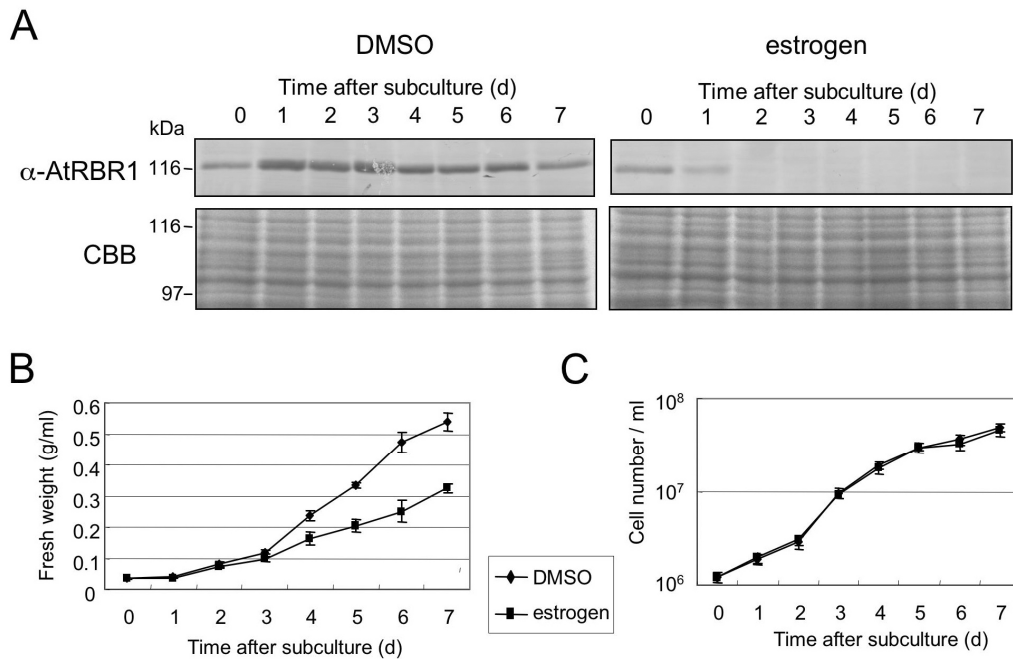 A
DMSO
estrogen
Time after subculture (d)
Time after subculture (d)
0 1 2 3 4 5 6 7
0 1 2 3 4 5 6 7
kDa
α-AtRBR1
116
CBB
116
97
B
Fresh weight (g/ml)
0.6
0.5
0.4
0.3
0.2
0.1
0
0 1 2 3 4 5 6 7
Time after subculture (d)
DMSO
estrogen
C
Cell number / ml
10⁸
10⁷
10⁶
0 1 2 3 4 5 6 7
Time after subculture (d)